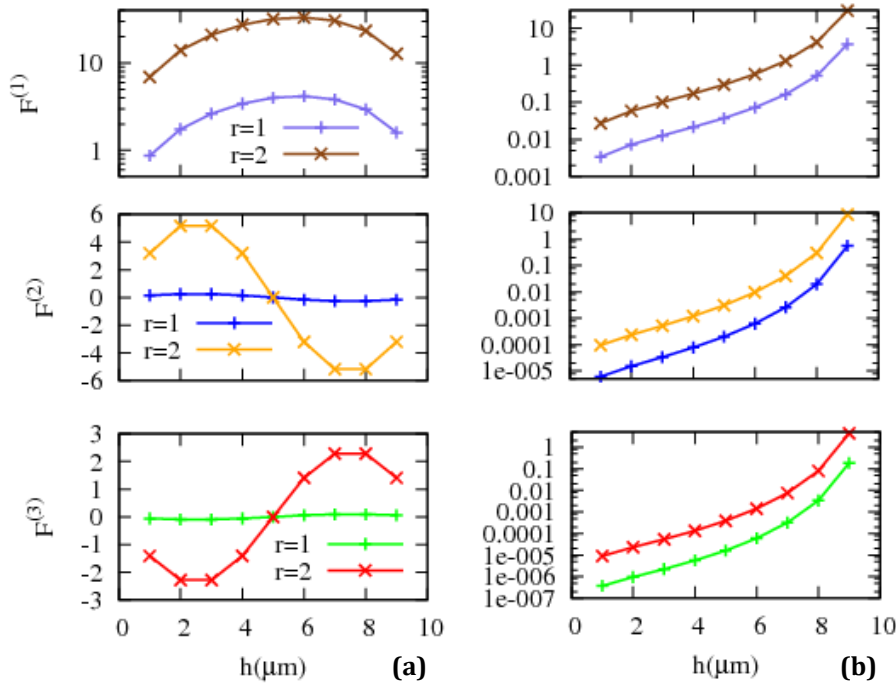 F(1)
10
1
r=1
r=2
10
1
0.1
0.01
0.001
F(2)
6
4
2
0
-2
-4
-6
r=1
r=2
10
1
0.1
0.01
0.001
0.0001
1e-005
F(3)
3
2
1
0
-1
-2
-3
r=1
r=2
1
0.1
0.01
0.001
0.0001
1e-005
1e-006
1e-007
0 2 4 6 8 10
0 2 4 6 8 10
h(μm) (a)
h(μm) (b)